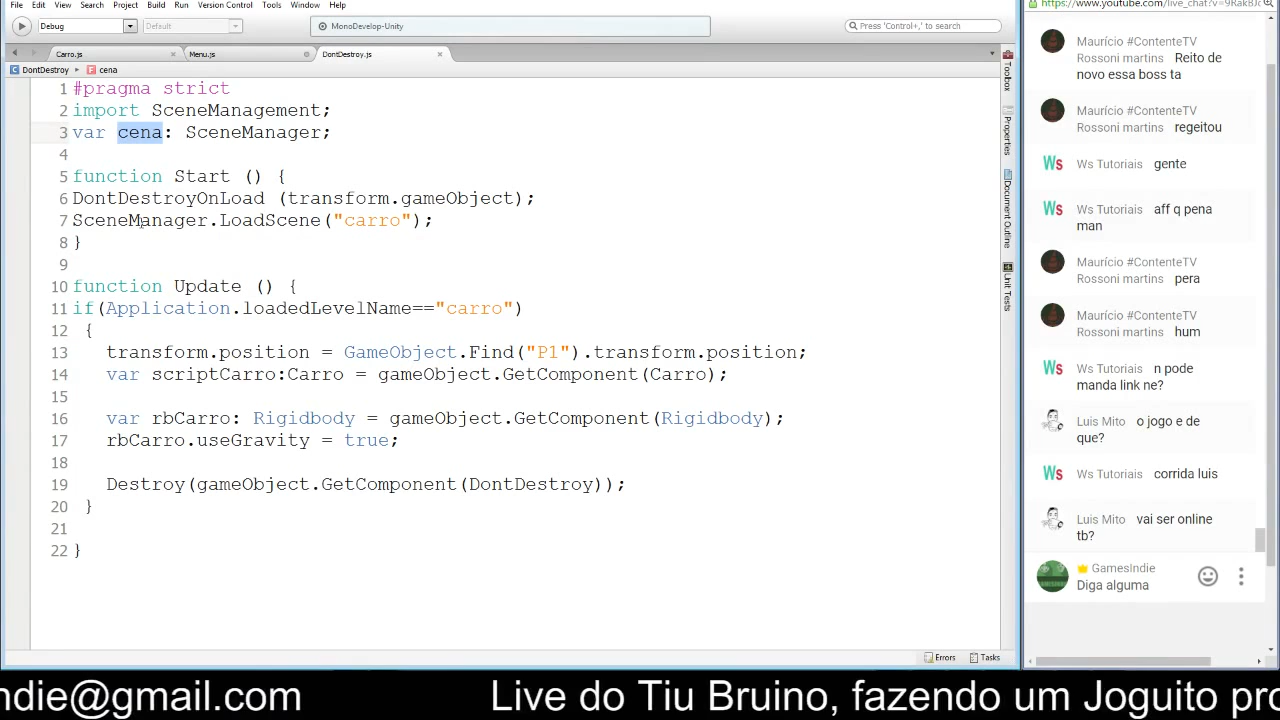 File Edit View Search Project Build Run Version Control Tools Window Help
Debug Default MonoDevelop-Unity Press 'Control+,' to search
Carro.js Menu.js DontDestroy.js
DontDestroy cena
1 #pragma strict
2 import SceneManagement;
3 var cena: SceneManager;
4
5 function Start () {
6 DontDestroyOnLoad (transform.gameObject);
7 SceneManager.LoadScene("carro");
8 }
9
10 function Update () {
11 if(Application.loadedLevelName=="carro")
12 {
13 transform.position = GameObject.Find("P1").transform.position;
14 var scriptCarro:Carro = gameObject.GetComponent(Carro);
15
16 var rbCarro: Rigidbody = gameObject.GetComponent(Rigidbody);
17 rbCarro.useGravity = true;
18
19 Destroy(gameObject.GetComponent(DontDestroy));
20 }
21
22 }
Errors Tasks
Toolbox
Properties
Document Outline
Unit Tests
Maurício #ContenteTV
Rossoni martins Reito de
novo essa boss ta
Maurício #ContenteTV
Rossoni martins regeitou
Ws Ws Tutoriais gente
Ws Ws Tutoriais aff q pena
man
Maurício #ContenteTV
Rossoni martins pera
Maurício #ContenteTV
Rossoni martins hum
Ws Ws Tutoriais n pode
manda link ne?
Luis Mito o jogo e de
que?
Ws Ws Tutoriais corrida luis
Luis Mito vai ser online
tb?
GamesIndie
Diga alguma
ndie@gmail.com Live do Tiu Bruino, fazendo um Joguito pro